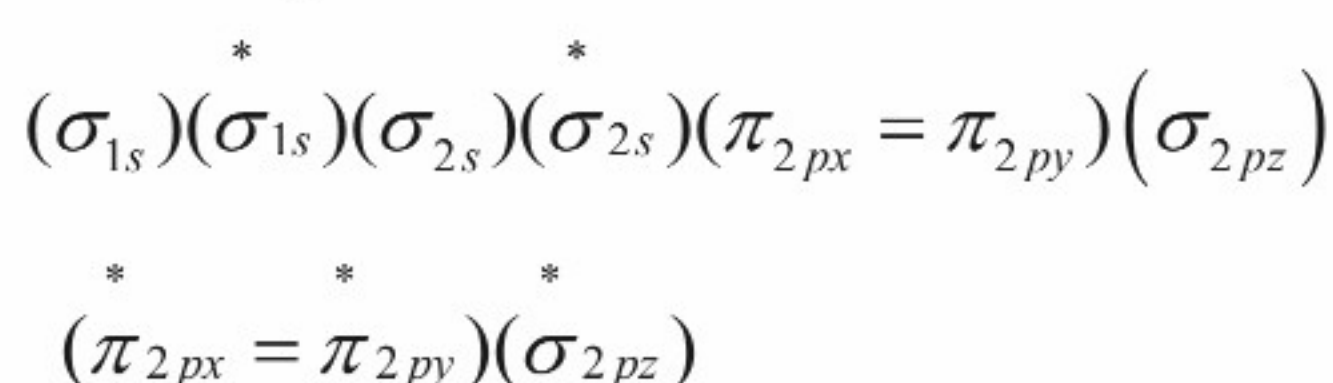 (σ1s)(σ*1s)(σ2s)(σ*2s)(π2px = π2py)(σ2pz)
(π*2px = π*2py)(σ*2pz)